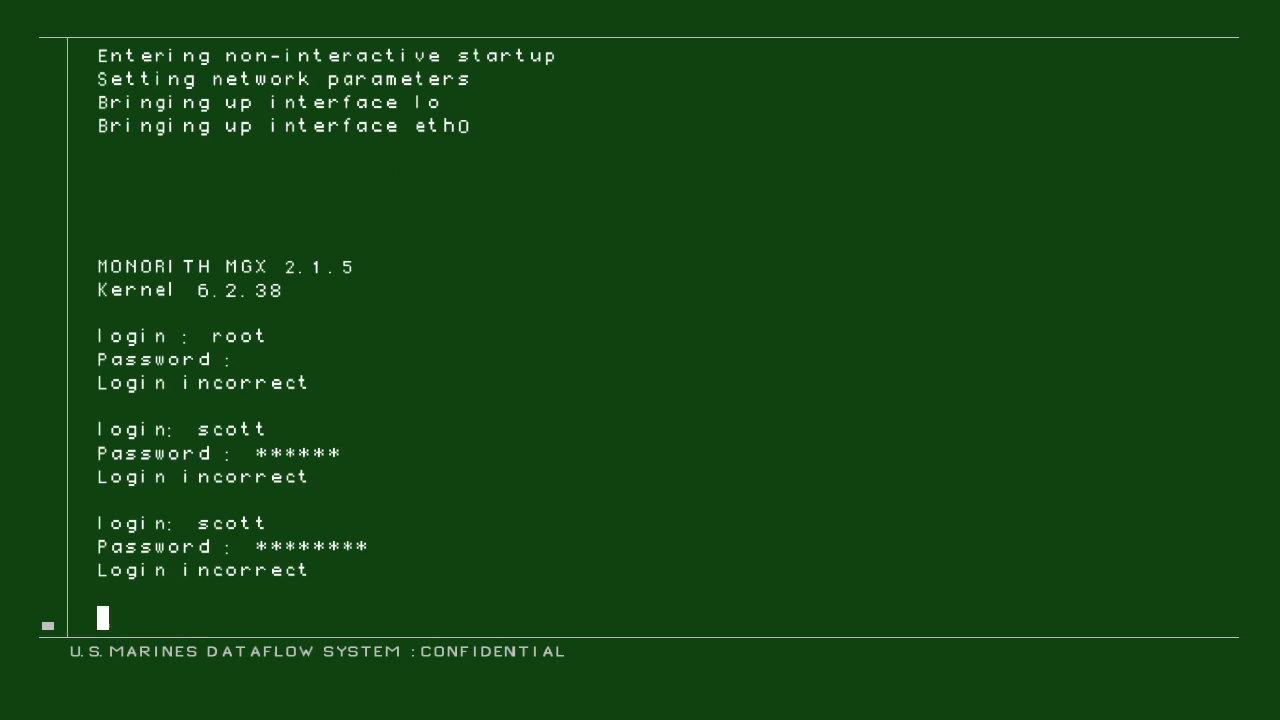 Entering non-interactive startup
Setting network parameters
Bringing up interface lo
Bringing up interface eth0
MONORITH MGX 2.1.5
Kernel 6.2.38
login : root
Password :
Login incorrect
login: scott
Password : ******
Login incorrect
login: scott
Password : ********
Login incorrect
U.S.MARINES DATAFLOW SYSTEM :CONFIDENTIAL